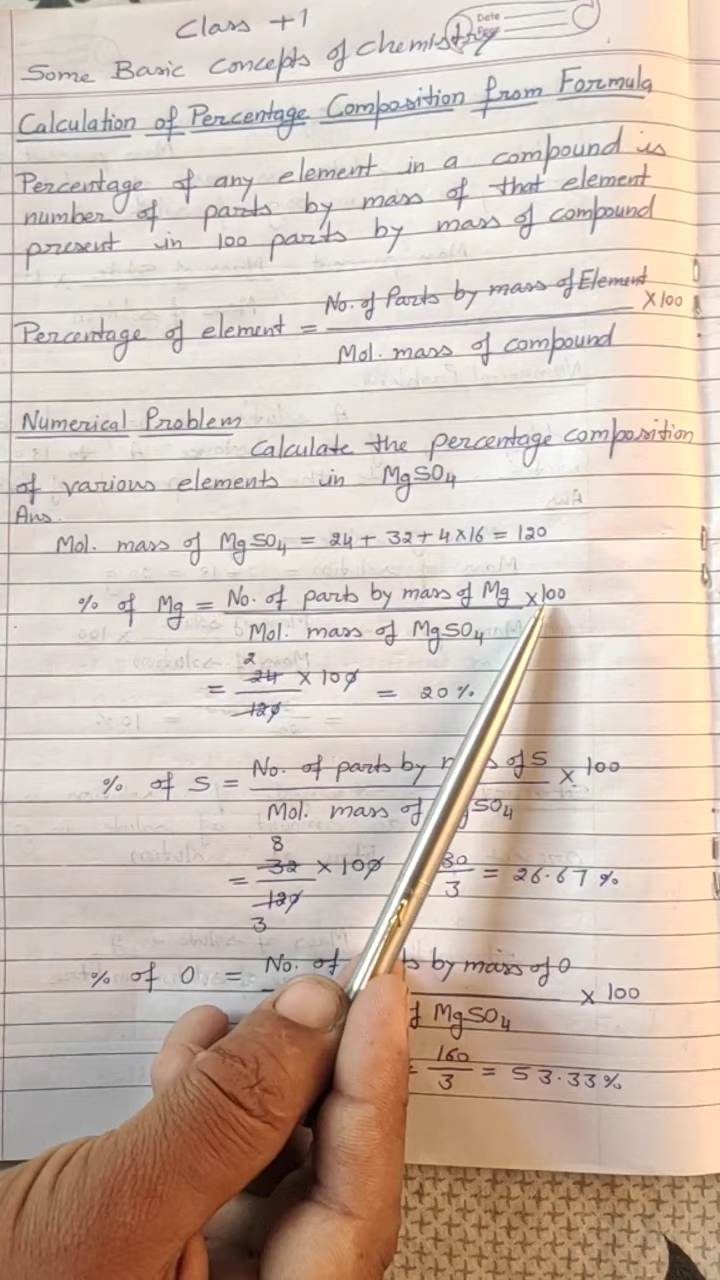 Class +1
Date
Some Basic Concepts of Chemistry
Calculation of Percentage Composition from Formula
Percentage of any element in a compound is
number of parts by mass of that element
present in 100 parts by mass of compound
Percentage of element = No. of Parts by mass of Element × 100
Mol. mass of compound
Numerical Problem
Calculate the percentage composition
of various elements in MgSO4
Ans.
Mol. mass of MgSO4 = 24 + 32 + 4×16 = 120
% of Mg = No. of parts by mass of Mg ×100
Mol. mass of MgSO4
2
= 24 × 100 = 20%
120
% of S = No. of parts by of S × 100
Mol. mass of SO4
8
= 32 × 100 80 = 26.67 %
120 3
3
% of O = No. of by mass of O × 100
MgSO4
= 160 = 53.33%
3